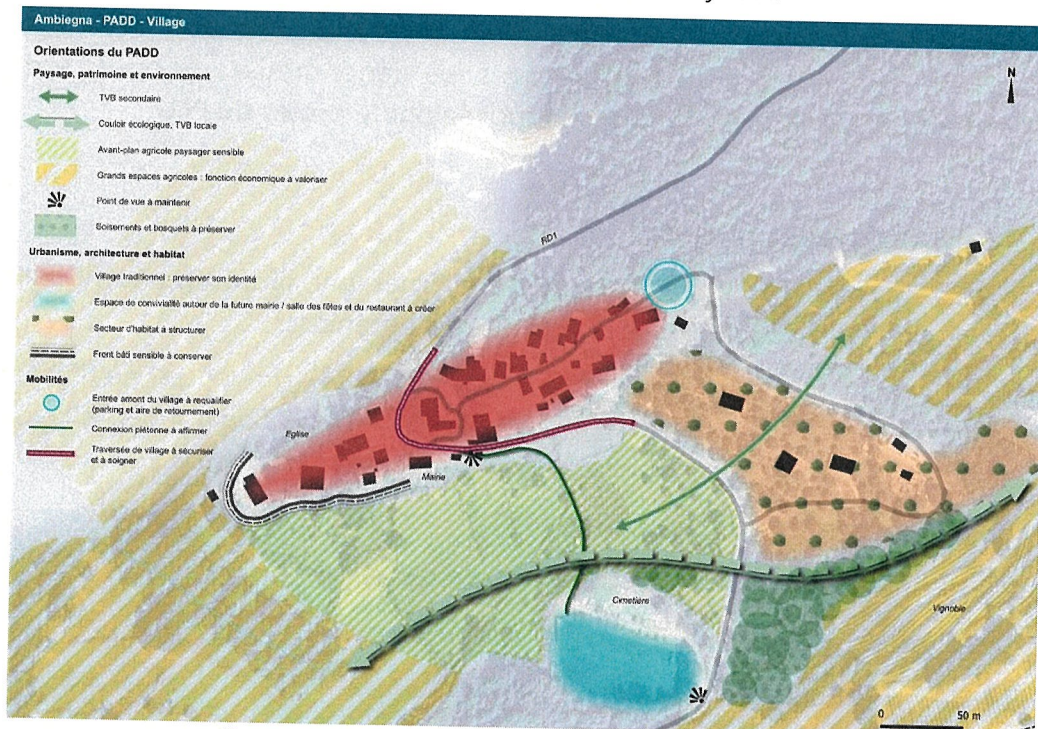 Ambiegna - PADD - Village
Orientations du PADD
Paysage, patrimoine et environnement
TVB secondaire
Couloir écologique, TVB locale
Avant-plan agricole paysager sensible
Grands espaces agricoles : fonction économique à valoriser
Point de vue à maintenir
Boisements et bosquets à préserver
Urbanisme, architecture et habitat
Village traditionnel : préserver son identité
Espace de convivialité autour de la future mairie / salle des fêtes et du restaurant à créer
Secteur d'habitat à structurer
Front bâti sensible à conserver
Mobilités
Entrée amont du village à requalifier
(parking et aire de retournement)
Connexion piétonne à affirmer
Traversée de village à sécuriser
et à soigner
N
RD1
Eglise
Mairie
Cimetière
Vignoble
0 50 m